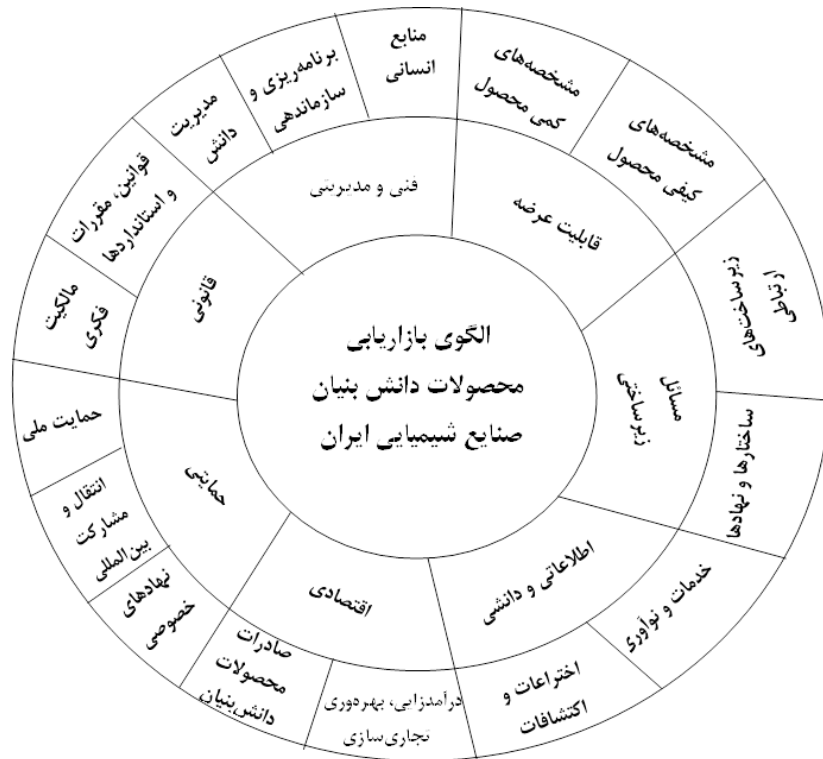 منابع
انسانی
مشخصه‌های
کمی محصول
مشخصه‌های
کیفی محصول
زیرساخت‌های
ارتباطی
ساختارها و نهادها
خدمات و نوآوری
اختراعات و
اکتشافات
درآمدزایی، بهره‌وری
تجاری‌سازی
صادرات
محصولات
دانش‌بنیان
نهادهای
خصوصی
انتقال و
مشارکت
بین‌المللی
حمایت ملی
مالکیت
فکری
قوانین، مقررات
و استانداردها
مدیریت
دانش
برنامه‌ریزی و
سازماندهی
فنی و مدیریتی
قابلیت عرضه
مسائل
زیرساختی
اطلاعاتی و دانشی
اقتصادی
حمایتی
قانونی
الگوی بازاریابی
محصولات دانش بنیان
صنایع شیمیایی ایران